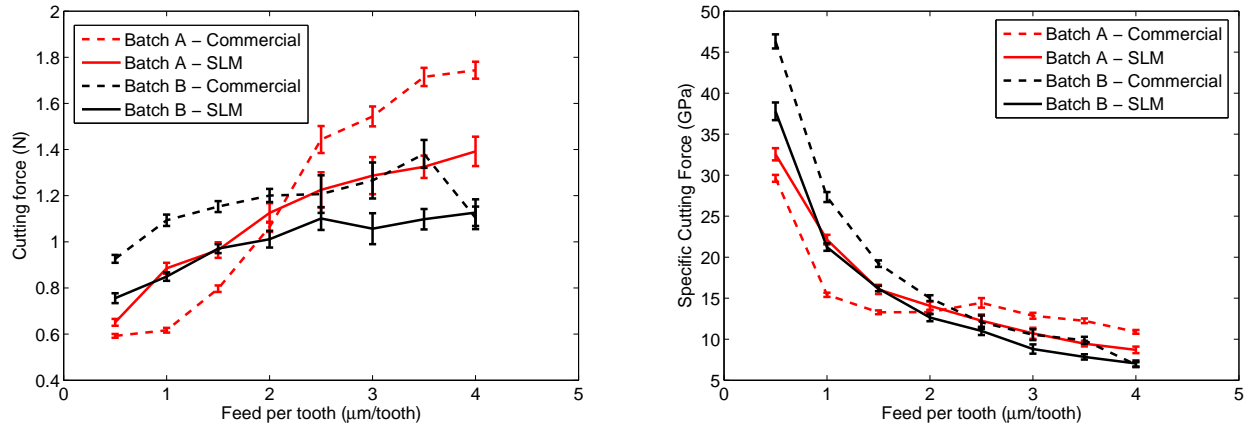 Cutting force (N)
2
1.8
1.6
1.4
1.2
1
0.8
0.6
0.4
Batch A – Commercial
Batch A – SLM
Batch B – Commercial
Batch B – SLM
0 1 2 3 4 5
Feed per tooth (μm/tooth)
Specific Cutting Force (GPa)
50
45
40
35
30
25
20
15
10
5
Batch A – Commercial
Batch A – SLM
Batch B – Commercial
Batch B – SLM
0 1 2 3 4 5
Feed per tooth (μm/tooth)